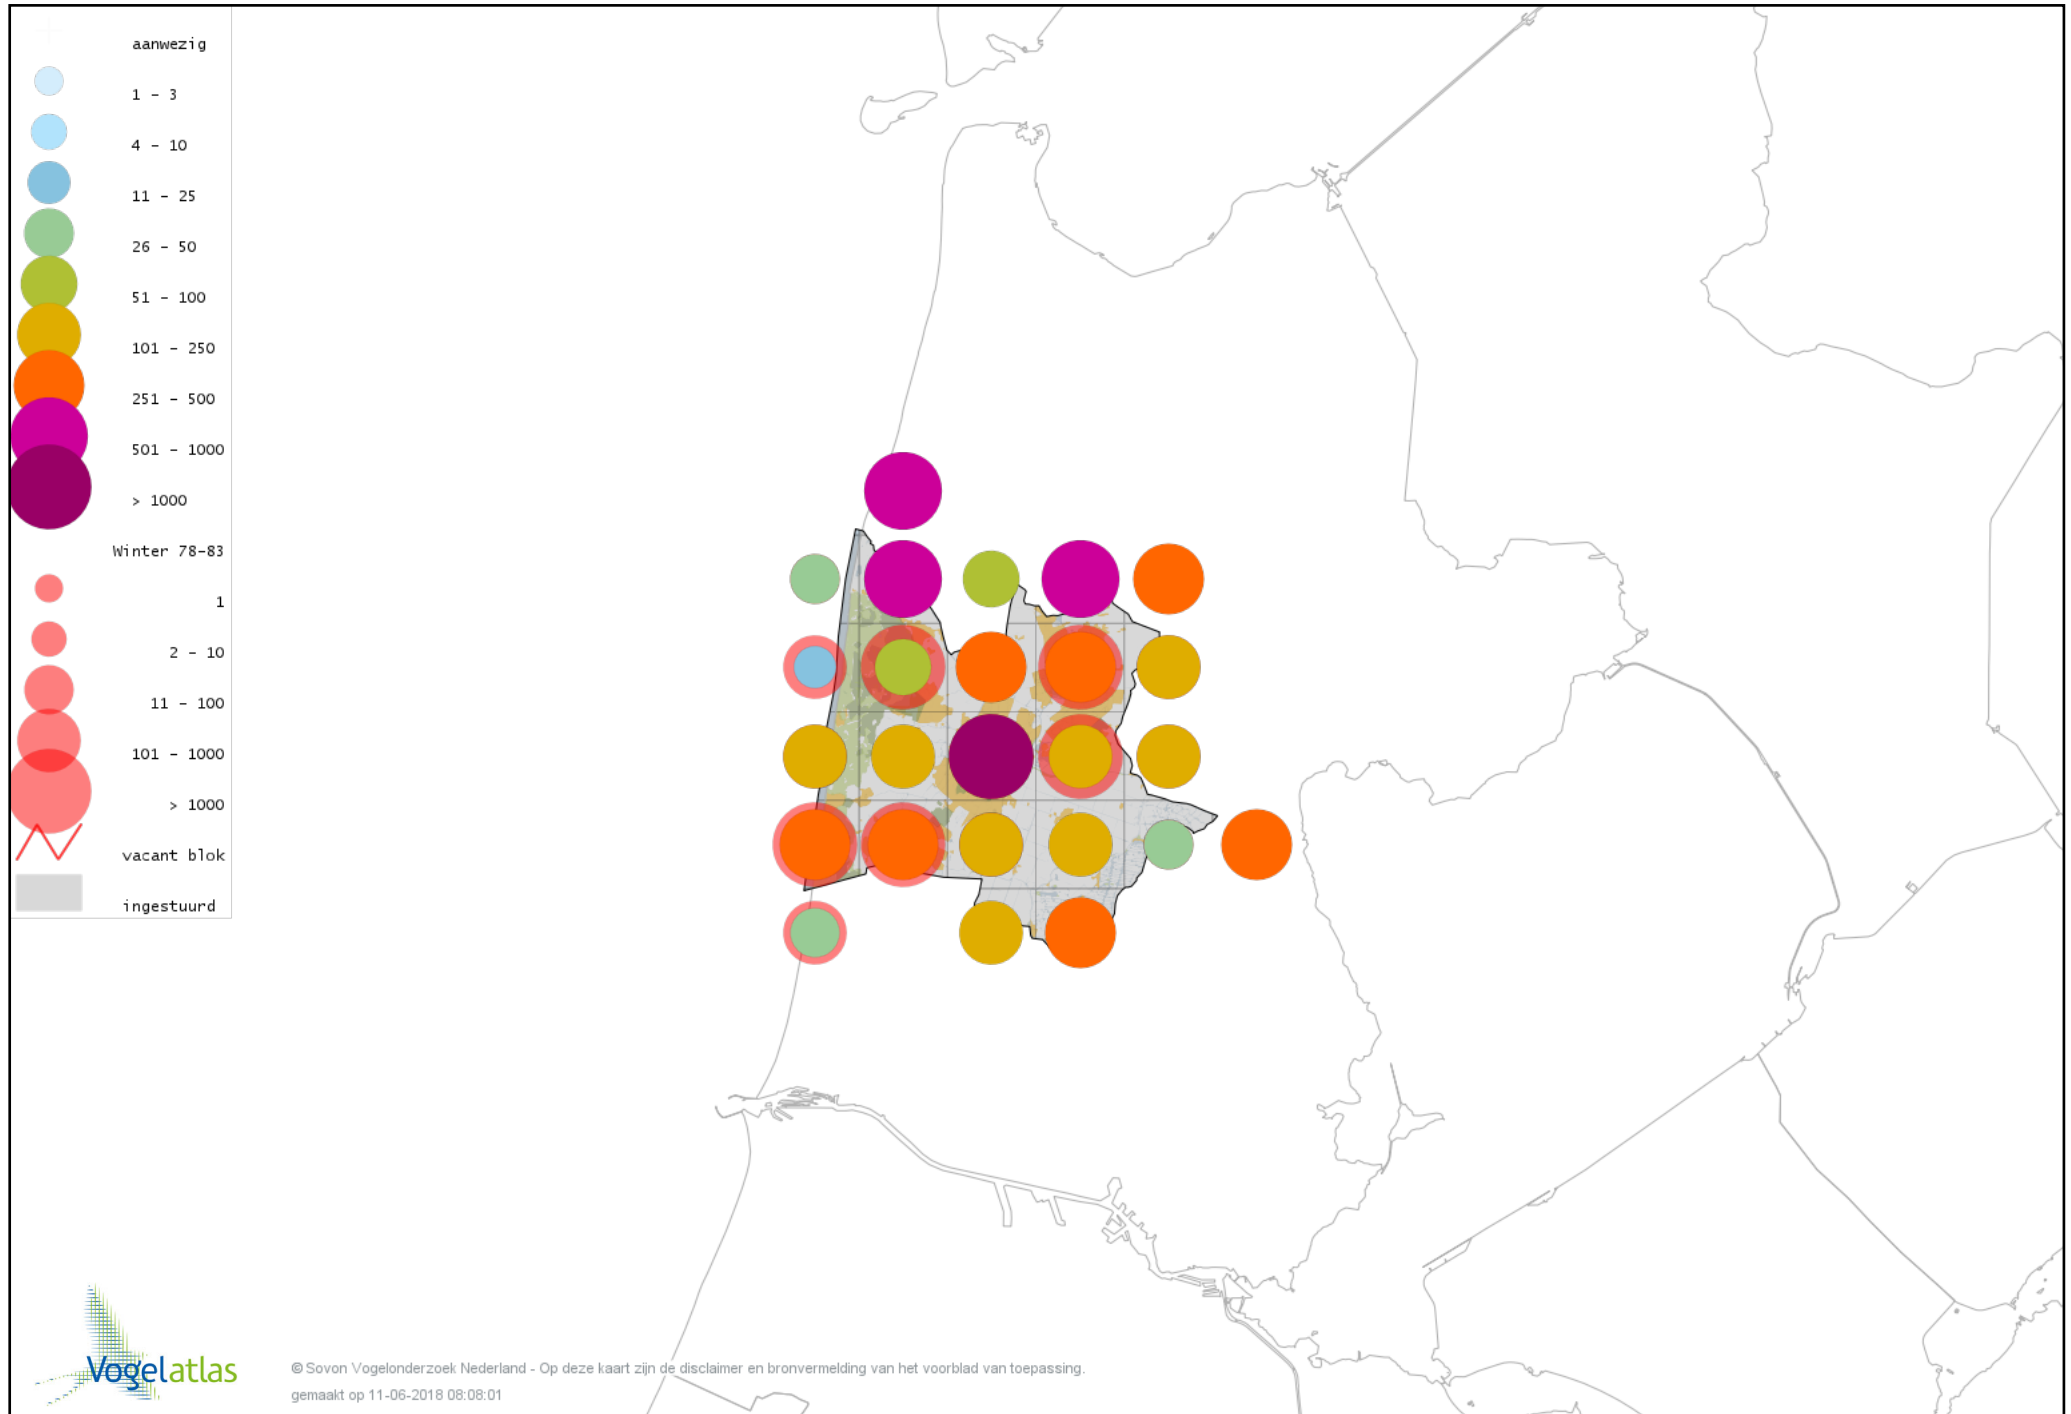 aanwezig
1 - 3
4 - 10
11 - 25
26 - 50
51 - 100
101 - 250
251 - 500
501 - 1000
> 1000
Winter 78-83
1
2 - 10
11 - 100
101 - 1000
> 1000
vacant blok
ingestuurd
Vogelatlas
© Sovon Vogelonderzoek Nederland - Op deze kaart zijn de disclaimer en bronvermelding van het voorblad van toepassing.
gemaakt op 11-06-2018 08:08:01